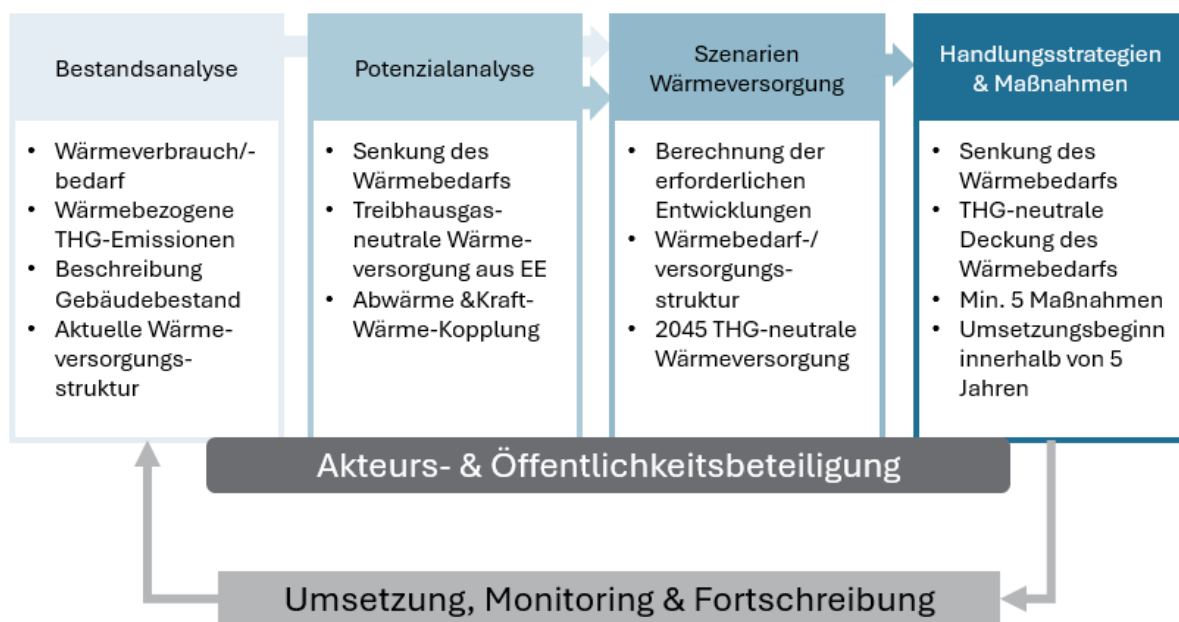 Bestandsanalyse
Wärmeverbrauch/-
bedarf
Wärmebezogene
THG-Emissionen
Beschreibung
Gebäudebestand
Aktuelle Wärme-
versorgungs-
struktur
Potenzialanalyse
Senkung des
Wärmebedarfs
Treibhausgas-
neutrale Wärme-
versorgung aus EE
Abwärme &Kraft-
Wärme-Kopplung
Szenarien
Wärmeversorgung
Berechnung der
erforderlichen
Entwicklungen
Wärmebedarf-/
versorgungs-
struktur
2045 THG-neutrale
Wärmeversorgung
Handlungsstrategien
& Maßnahmen
Senkung des
Wärmebedarfs
THG-neutrale
Deckung des
Wärmebedarfs
Min. 5 Maßnahmen
Umsetzungsbeginn
innerhalb von 5
Jahren
Akteurs- & Öffentlichkeitsbeteiligung
Umsetzung, Monitoring & Fortschreibung